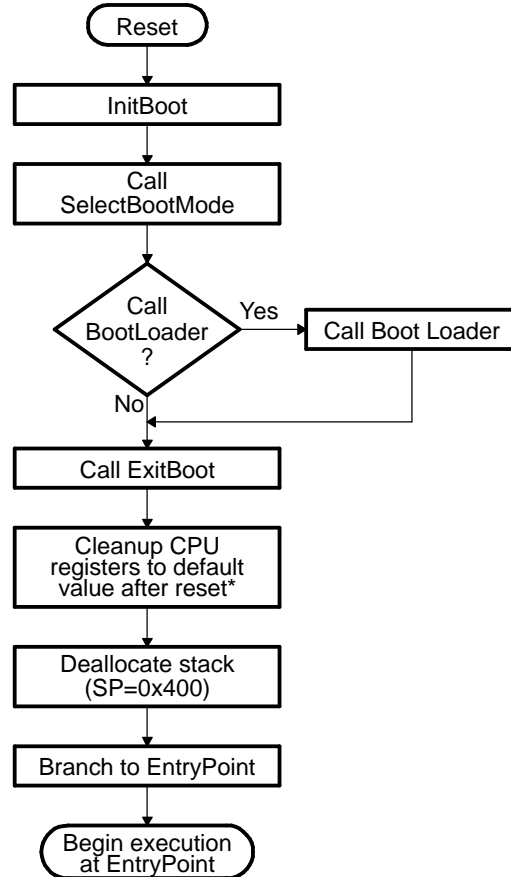 Reset
InitBoot
Call
SelectBootMode
Call
BootLoader
?
Yes
Call Boot Loader
No
Call ExitBoot
Cleanup CPU
registers to default
value after reset*
Deallocate stack
(SP=0x400)
Branch to EntryPoint
Begin execution
at EntryPoint